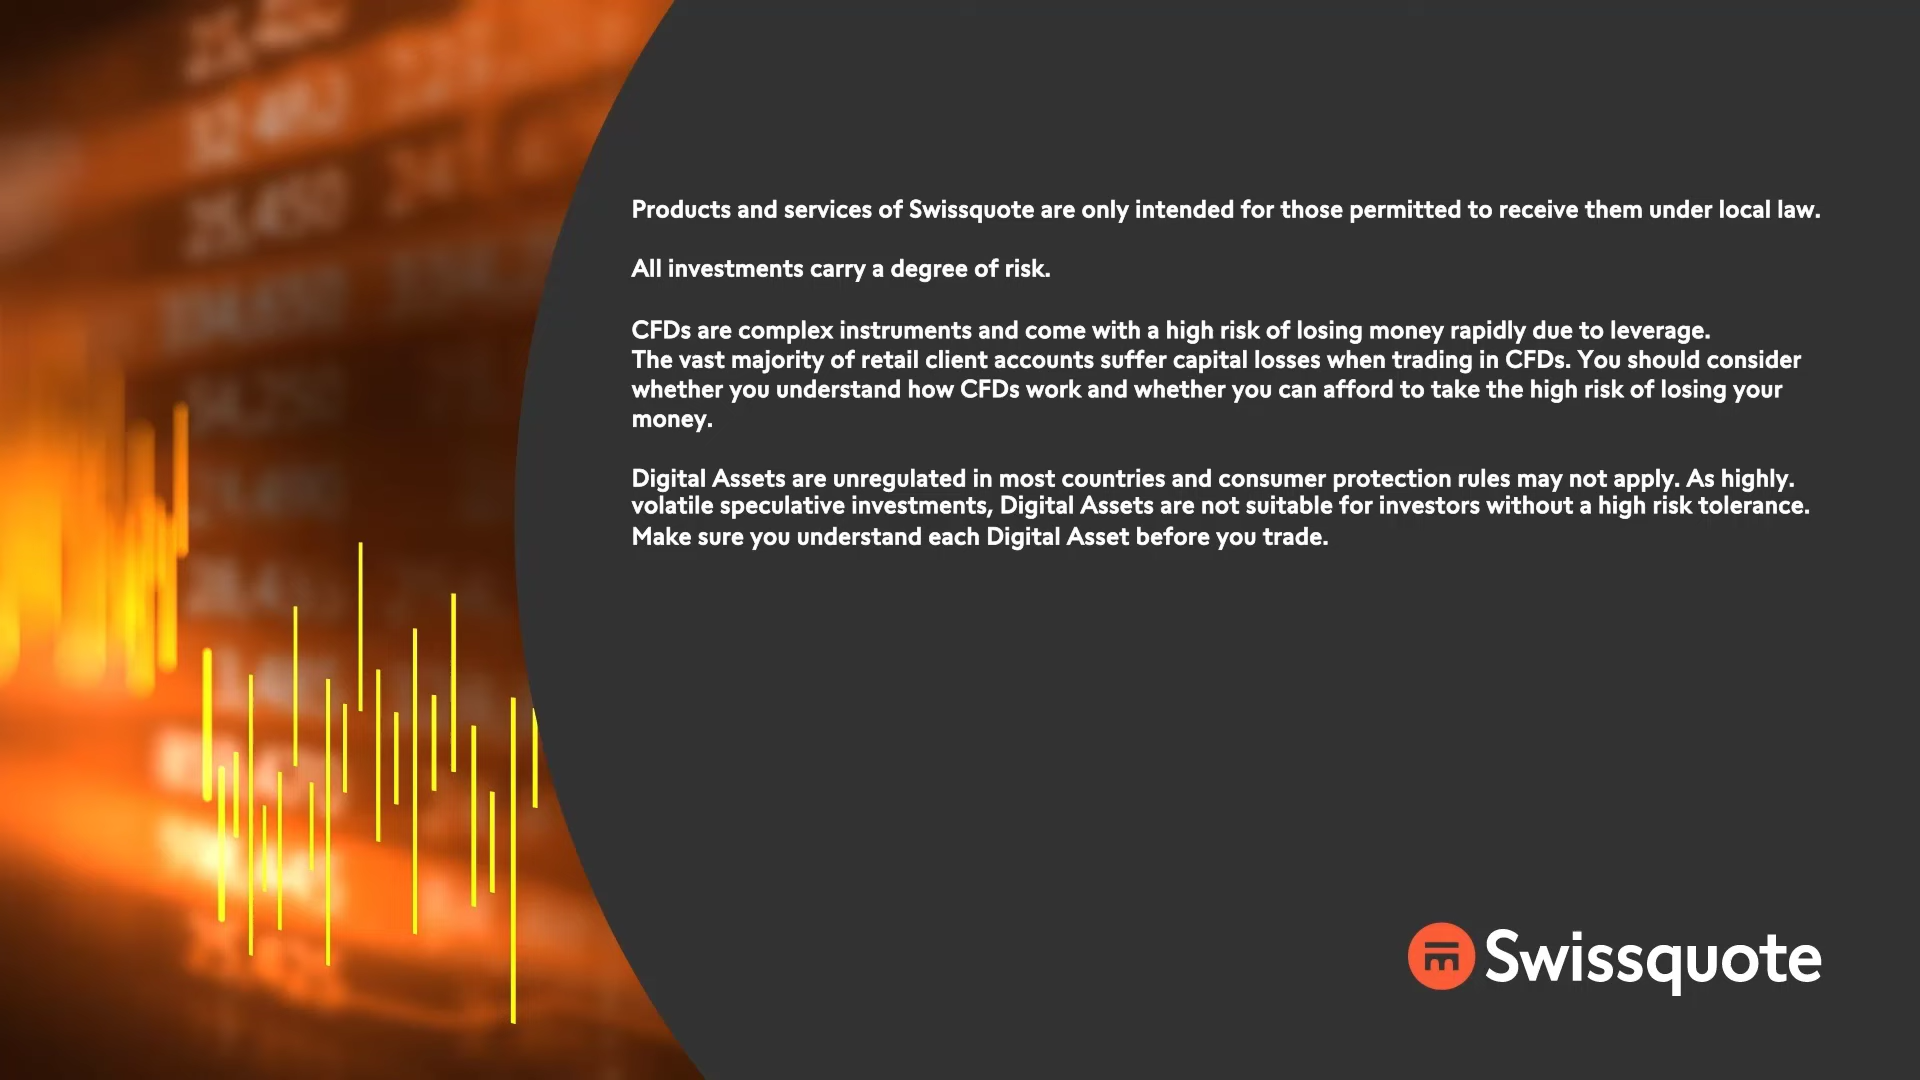 Products and services of Swissquote are only intended for those permitted to receive them under local law.
All investments carry a degree of risk.
CFDs are complex instruments and come with a high risk of losing money rapidly due to leverage.
The vast majority of retail client accounts suffer capital losses when trading in CFDs. You should consider
whether you understand how CFDs work and whether you can afford to take the high risk of losing your
money.
Digital Assets are unregulated in most countries and consumer protection rules may not apply. As highly.
volatile speculative investments, Digital Assets are not suitable for investors without a high risk tolerance.
Make sure you understand each Digital Asset before you trade.
Swissquote